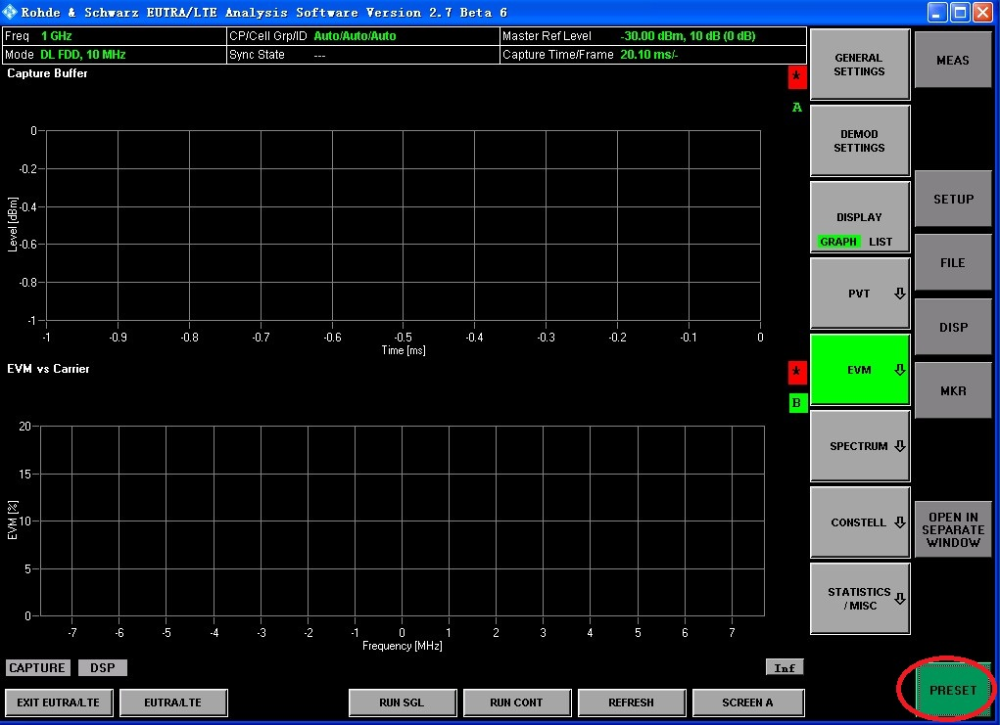 Rohde & Schwarz EUTRA/LTE Analysis Software Version 2.7 Beta 6
Freq 1 GHz CP/Cell Grp/ID Auto/Auto/Auto Master Ref Level -30.00 dBm, 10 dB (0 dB)
Mode DL FDD, 10 MHz Sync State --- Capture Time/Frame 20.10 ms/-
Capture Buffer
*
A
0
-0.2
-0.4
-0.6
-0.8
-1
Level [dBm]
-1 -0.9 -0.8 -0.7 -0.6 -0.5 -0.4 -0.3 -0.2 -0.1 0
Time [ms]
EVM vs Carrier
*
B
20
15
10
5
0
EVM [%]
-7 -6 -5 -4 -3 -2 -1 0 1 2 3 4 5 6 7
Frequency [MHz]
CAPTURE DSP Inf
EXIT EUTRA/LTE EUTRA/LTE RUN SGL RUN CONT REFRESH SCREEN A
GENERAL
SETTINGS
DEMOD
SETTINGS
DISPLAY
GRAPH LIST
PVT
EVM
SPECTRUM
CONSTELL
STATISTICS
/ MISC
MEAS
SETUP
FILE
DISP
MKR
OPEN IN
SEPARATE
WINDOW
PRESET